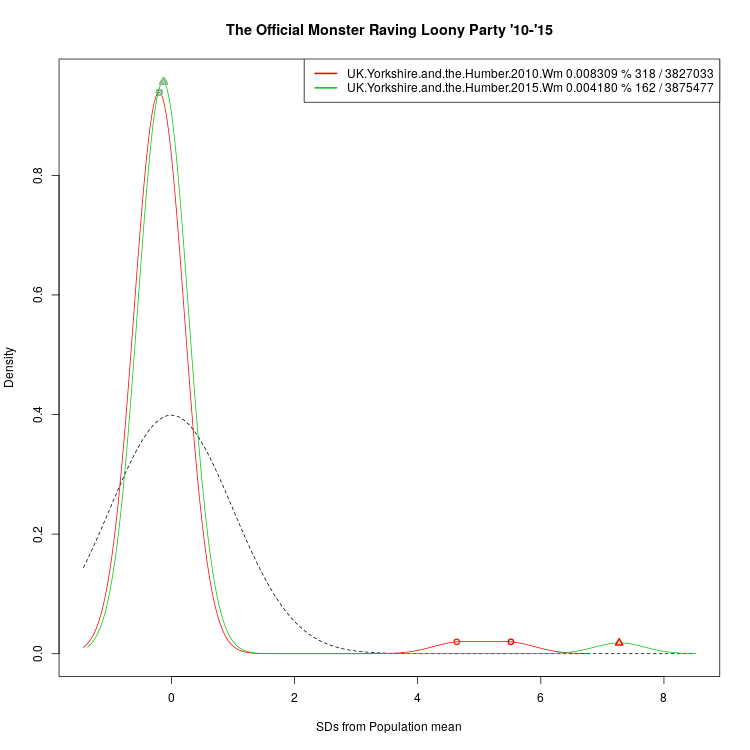 The Official Monster Raving Loony Party '10-'15
UK.Yorkshire.and.the.Humber.2010.Wm 0.008309 % 318 / 3827033
UK.Yorkshire.and.the.Humber.2015.Wm 0.004180 % 162 / 3875477
Density
0.8
0.6
0.4
0.2
0.0
0 2 4 6 8
SDs from Population mean